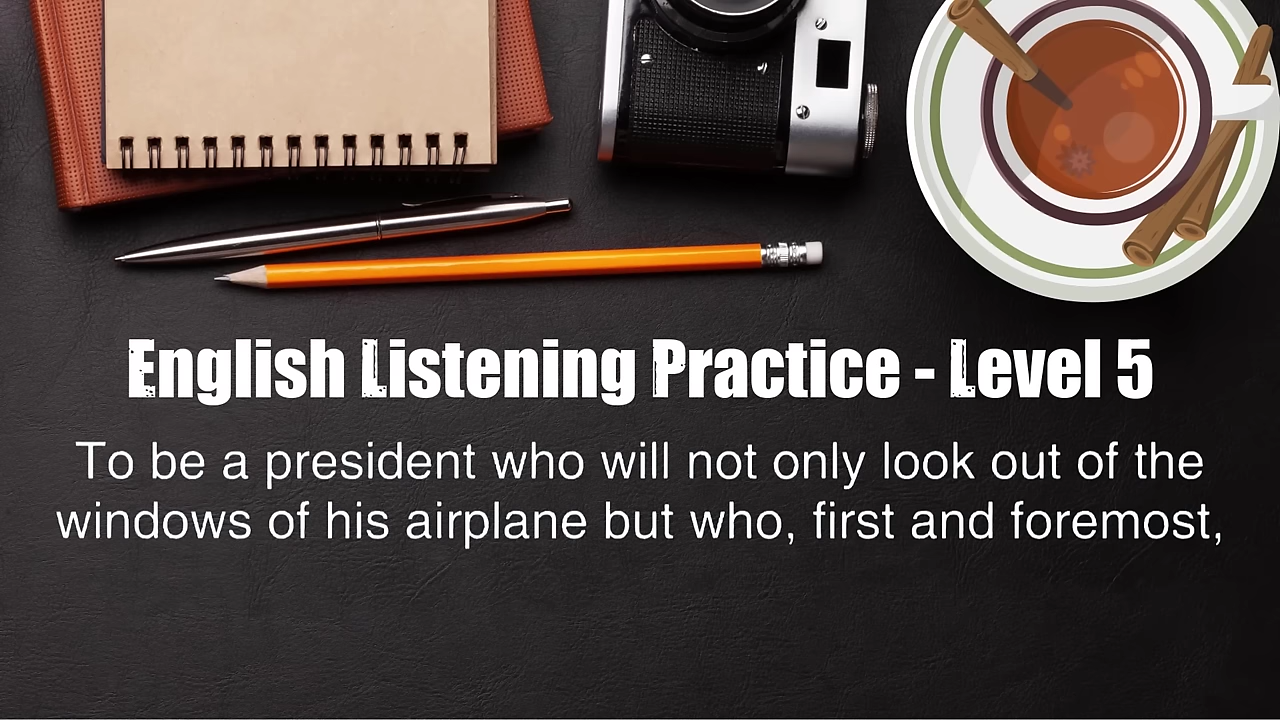 English Listening Practice - Level 5
To be a president who will not only look out of the
windows of his airplane but who, first and foremost,